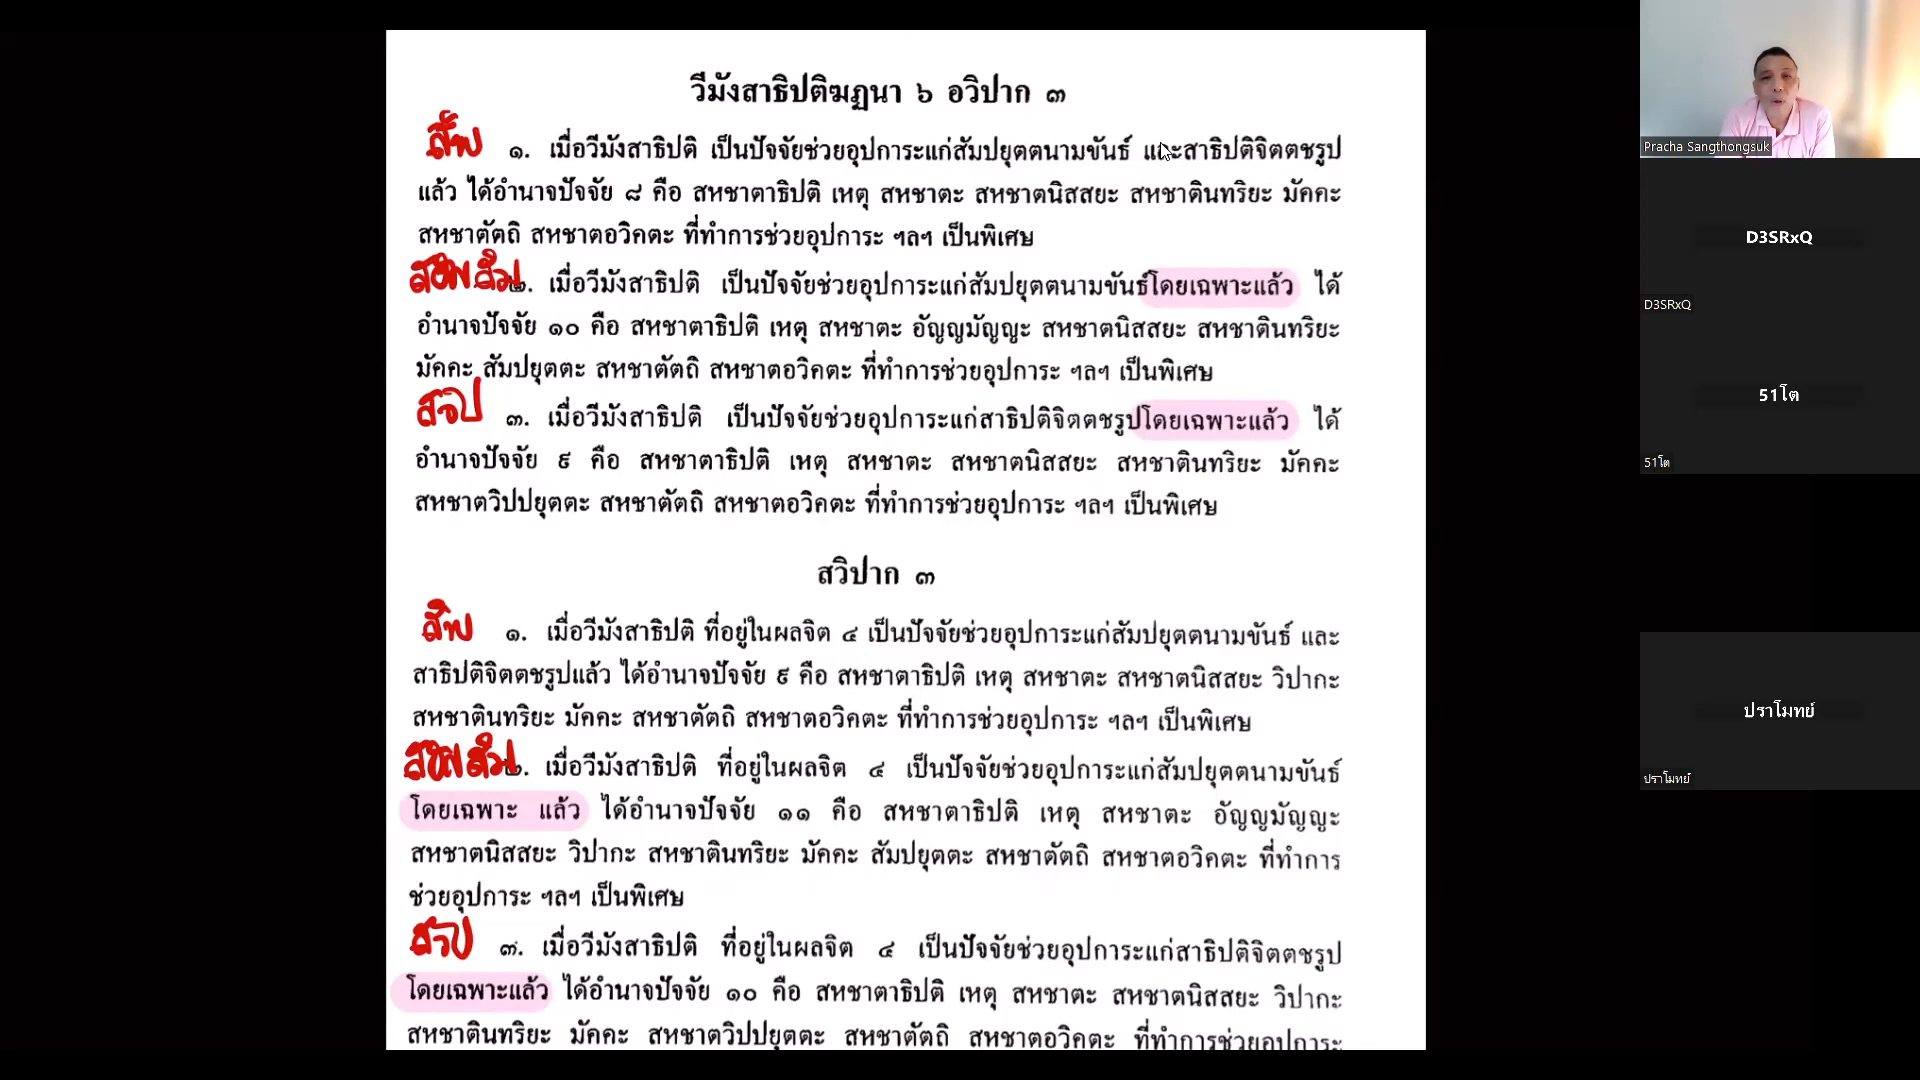 วีมังสาธิปติฆฏนา ๖ อวิปาก ๓
๑. เมื่อวีมังสาธิปติ เป็นปัจจัยช่วยอุปการะแก่สัมปยุตตนามขันธ์ และสาธิปติจิตตชรูป
แล้ว ได้อำนาจปัจจัย ๘ คือ สหชาตาธิปติ เหตุ สหชาตะ สหชาตนิสสยะ สหชาตินทริยะ มัคคะ
สหชาตัตถิ สหชาตอวิคตะ ที่ทำการช่วยอุปการะ ฯลฯ เป็นพิเศษ
๒. เมื่อวีมังสาธิปติ เป็นปัจจัยช่วยอุปการะแก่สัมปยุตตนามขันธ์โดยเฉพาะแล้ว ได้
อำนาจปัจจัย ๑๐ คือ สหชาตาธิปติ เหตุ สหชาตะ อัญญมัญญะ สหชาตนิสสยะ สหชาตินทริยะ
มัคคะ สัมปยุตตะ สหชาตัตถิ สหชาตอวิคตะ ที่ทำการช่วยอุปการะ ฯลฯ เป็นพิเศษ
๓. เมื่อวีมังสาธิปติ เป็นปัจจัยช่วยอุปการะแก่สาธิปติจิตตชรูปโดยเฉพาะแล้ว ได้
อำนาจปัจจัย ๙ คือ สหชาตาธิปติ เหตุ สหชาตะ สหชาตนิสสยะ สหชาตินทริยะ มัคคะ
สหชาตวิปปยุตตะ สหชาตัตถิ สหชาตอวิคตะ ที่ทำการช่วยอุปการะ ฯลฯ เป็นพิเศษ
สวิปาก ๓
๑. เมื่อวีมังสาธิปติ ที่อยู่ในผลจิต ๔ เป็นปัจจัยช่วยอุปการะแก่สัมปยุตตนามขันธ์ และ
สาธิปติจิตตชรูปแล้ว ได้อำนาจปัจจัย ๙ คือ สหชาตาธิปติ เหตุ สหชาตะ สหชาตนิสสยะ วิปากะ
สหชาตินทริยะ มัคคะ สหชาตัตถิ สหชาตอวิคตะ ที่ทำการช่วยอุปการะ ฯลฯ เป็นพิเศษ
๒. เมื่อวีมังสาธิปติ ที่อยู่ในผลจิต ๔ เป็นปัจจัยช่วยอุปการะแก่สัมปยุตตนามขันธ์
โดยเฉพาะ แล้ว ได้อำนาจปัจจัย ๑๑ คือ สหชาตาธิปติ เหตุ สหชาตะ อัญญมัญญะ
สหชาตนิสสยะ วิปากะ สหชาตินทริยะ มัคคะ สัมปยุตตะ สหชาตัตถิ สหชาตอวิคตะ ที่ทำการ
ช่วยอุปการะ ฯลฯ เป็นพิเศษ
๓. เมื่อวีมังสาธิปติ ที่อยู่ในผลจิต ๔ เป็นปัจจัยช่วยอุปการะแก่สาธิปติจิตตชรูป
โดยเฉพาะแล้ว ได้อำนาจปัจจัย ๑๐ คือ สหชาตาธิปติ เหตุ สหชาตะ สหชาตนิสสยะ วิปากะ
สหชาตินทริยะ มัคคะ สหชาตวิปปยุตตะ สหชาตัตถิ สหชาตอวิคตะ ที่ทำการช่วยอุปการะ
Pracha Sangthongsuk
D3SRxQ
D3SRxQ
51โต
51โต
ปราโมทย์
ปราโมทย์